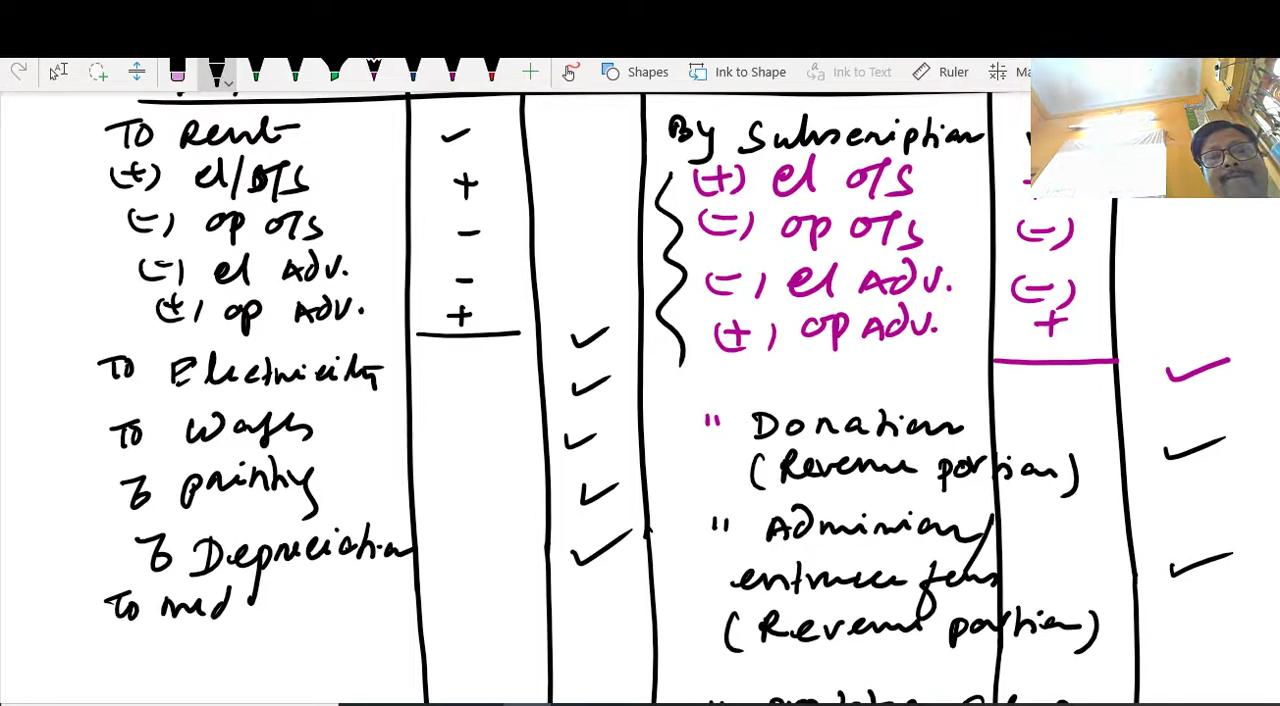 Shapes
Ink to Shape
Ink to Text
Ruler
Ma
To Rent
(+) cl/O/S
(-) op O/S
(-) cl Adv.
(+) op Adv.
To Electricity
To Wages
To printing
To Depreciation
To med
By Subscription
(+) cl O/S
(-) op O/S
(-) cl Adv.
(+) op Adv.
+
-
-
+
(-)
(-)
+
" Donation
(Revenue portion)
" Admission/
entrance fees
(Revenue portion)